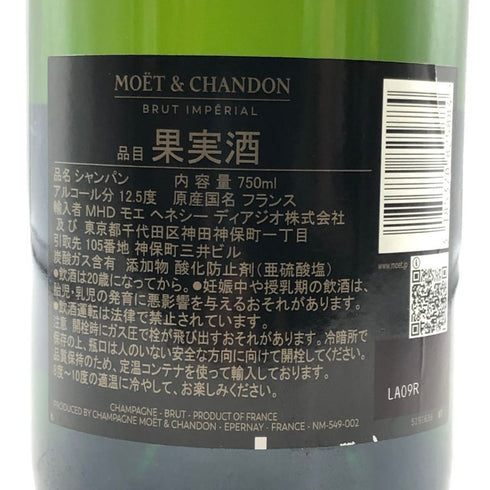 MOËT & CHANDON
BRUT IMPÉRIAL
品目 果実酒
品名 シャンパン 内容量 750ml
アルコール分 12.5度 原産国名 フランス
輸入者 MHD モエ ヘネシー ディアジオ株式会社
及び 東京都千代田区神田神保町一丁目
引取先 105番地 神保町三井ビル
炭酸ガス含有 添加物 酸化防止剤(亜硫酸塩)
●飲酒は20歳になってから。●妊娠中や授乳期の飲酒は、
胎児・乳児の発育に悪影響を与えるおそれがあります。
●飲酒運転は法律で禁止されています。
注意 開栓時にガス圧で栓が飛び出すおそれがあります。冷暗所で
保存の上、瓶口は人のいない安全な方向に向けて開栓してください。
品質保持のため、定温コンテナを使って輸入しております。
8度～10度の適温に冷やして、お楽しみください。
CHAMPAGNE - BRUT - PRODUCT OF FRANCE
PRODUCED BY CHAMPAGNE MOËT & CHANDON - EPERNAY - FRANCE - NM-549-002
moet.jp
LA09R